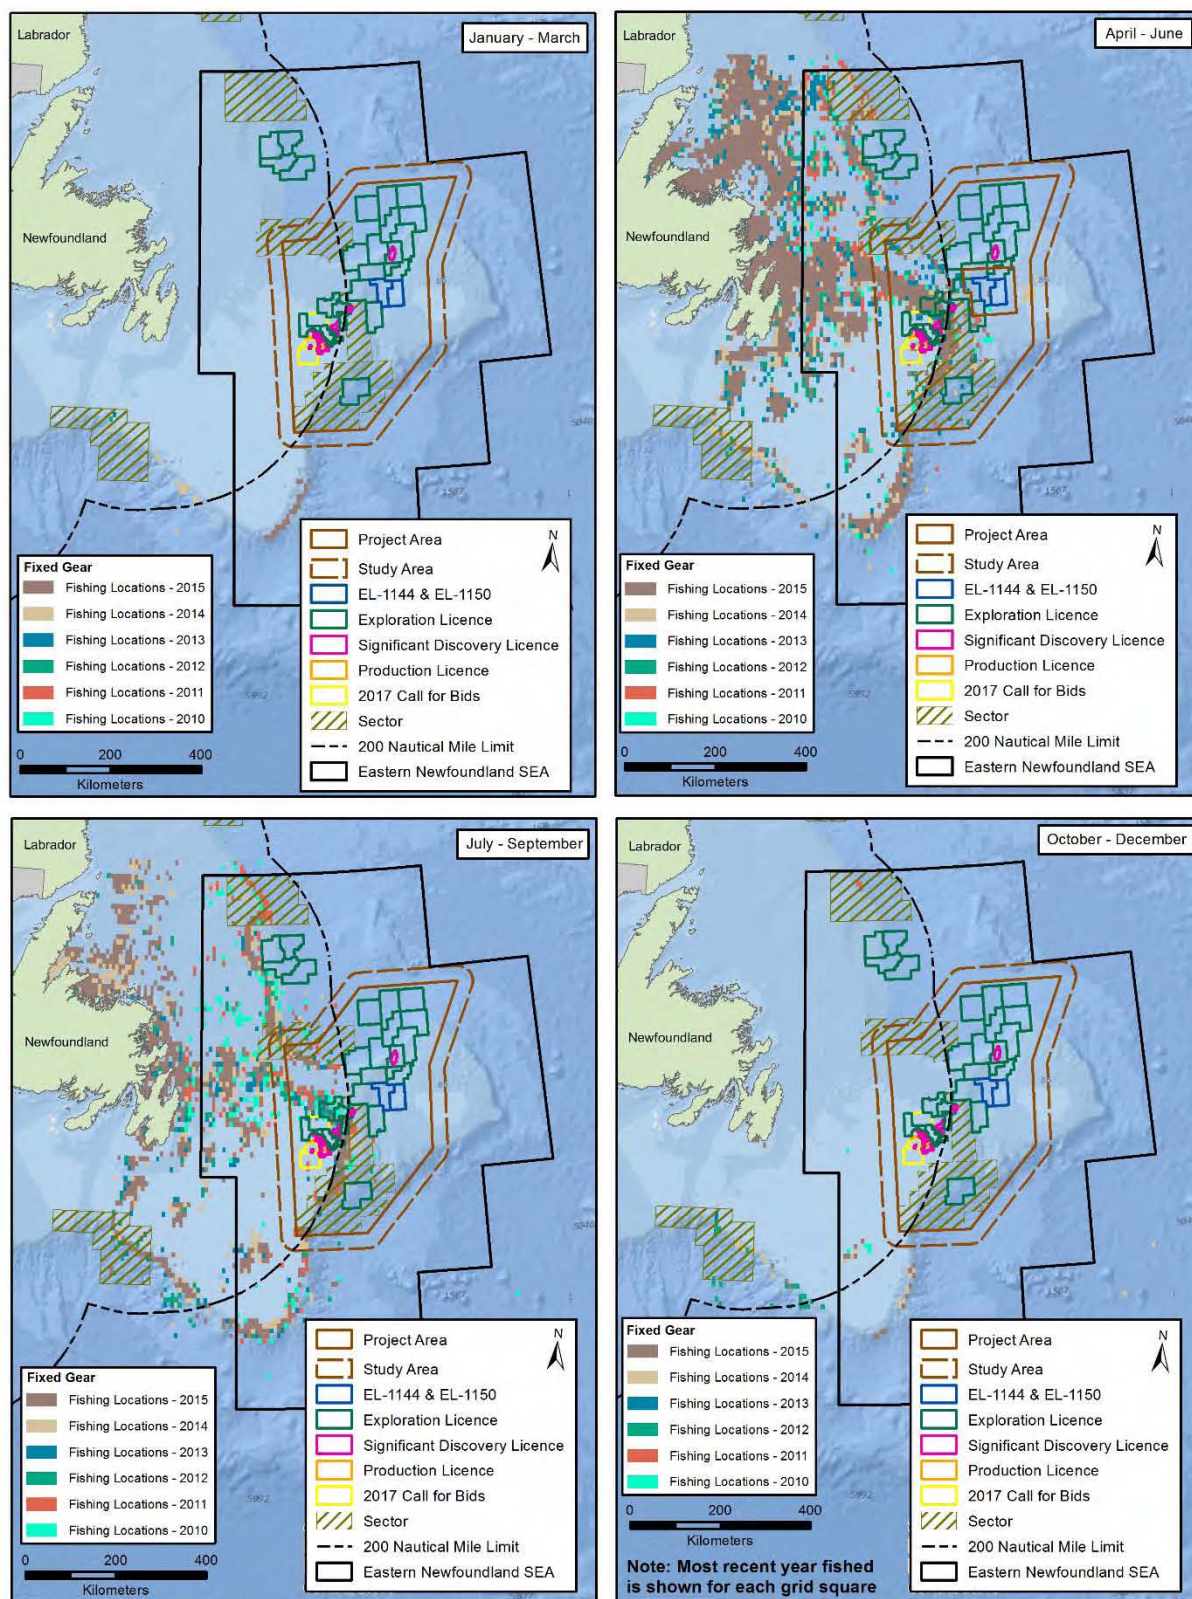 Labrador
January - March
Newfoundland
5040
1567
5992
Fixed Gear
Fishing Locations - 2015
Fishing Locations - 2014
Fishing Locations - 2013
Fishing Locations - 2012
Fishing Locations - 2011
Fishing Locations - 2010
0 200 400
Kilometers
N
Project Area
Study Area
EL-1144 & EL-1150
Exploration Licence
Significant Discovery Licence
Production Licence
2017 Call for Bids
Sector
200 Nautical Mile Limit
Eastern Newfoundland SEA
Labrador
April - June
Newfoundland
5040
1567
5992
Fixed Gear
Fishing Locations - 2015
Fishing Locations - 2014
Fishing Locations - 2013
Fishing Locations - 2012
Fishing Locations - 2011
Fishing Locations - 2010
0 200 400
Kilometers
N
Project Area
Study Area
EL-1144 & EL-1150
Exploration Licence
Significant Discovery Licence
Production Licence
2017 Call for Bids
Sector
200 Nautical Mile Limit
Eastern Newfoundland SEA
Labrador
July - September
Newfoundland
5040
1567
5992
Fixed Gear
Fishing Locations - 2015
Fishing Locations - 2014
Fishing Locations - 2013
Fishing Locations - 2012
Fishing Locations - 2011
Fishing Locations - 2010
0 200 400
Kilometers
N
Project Area
Study Area
EL-1144 & EL-1150
Exploration Licence
Significant Discovery Licence
Production Licence
2017 Call for Bids
Sector
200 Nautical Mile Limit
Eastern Newfoundland SEA
Labrador
October - December
Newfoundland
5040
1567
5992
Fixed Gear
Fishing Locations - 2015
Fishing Locations - 2014
Fishing Locations - 2013
Fishing Locations - 2012
Fishing Locations - 2011
Fishing Locations - 2010
0 200 400
Kilometers
Note: Most recent year fished
is shown for each grid square
N
Project Area
Study Area
EL-1144 & EL-1150
Exploration Licence
Significant Discovery Licence
Production Licence
2017 Call for Bids
Sector
200 Nautical Mile Limit
Eastern Newfoundland SEA